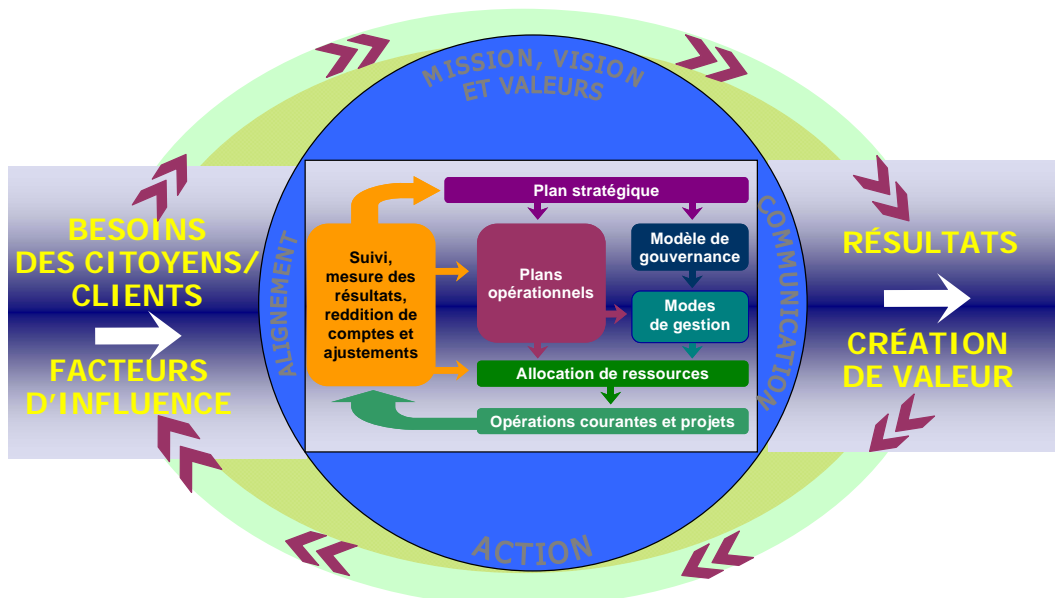 MISSION, VISION
ET VALEURS
BESOINS
DES CITOYENS/
CLIENTS
FACTEURS
D’INFLUENCE
ALIGNEMENT
Plan stratégique
Suivi,
mesure des
résultats,
reddition de
comptes et
ajustements
Plans
opérationnels
Modèle de
gouvernance
Modes
de gestion
Allocation de ressources
Opérations courantes et projets
COMMUNICATION
RÉSULTATS
CRÉATION
DE VALEUR
ACTION